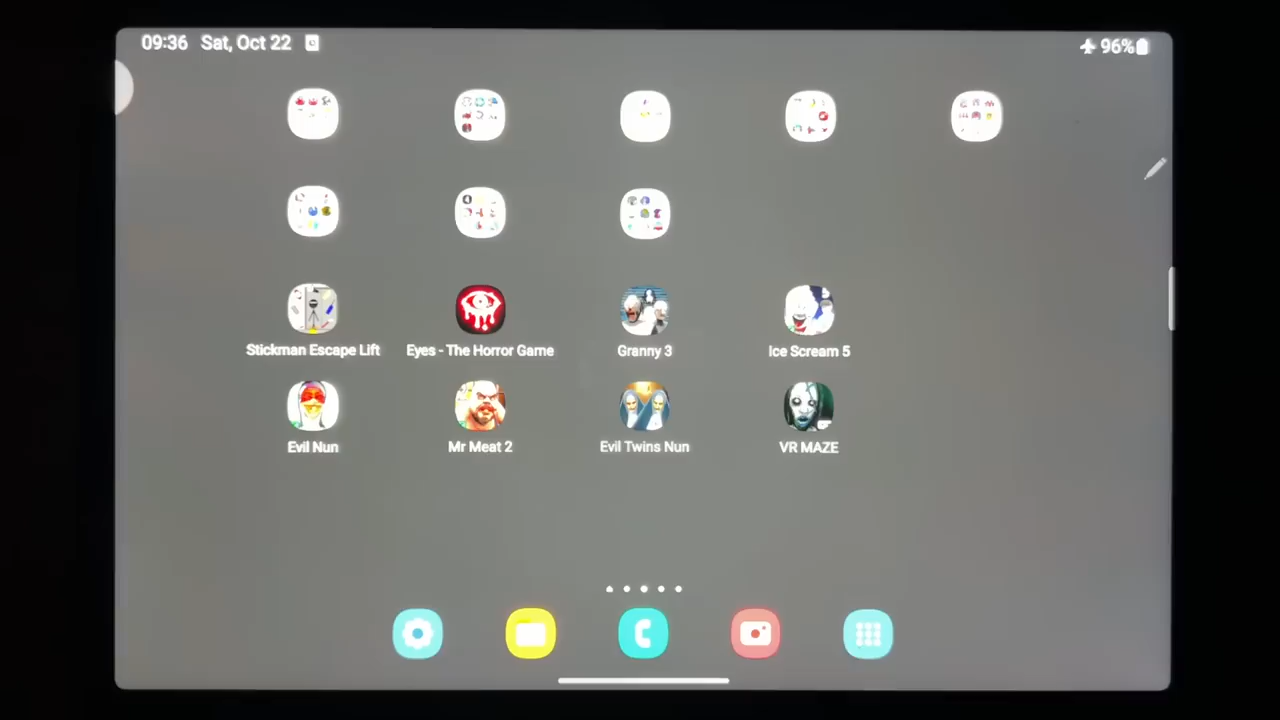 09:36 Sat, Oct 22
96%
Stickman Escape Lift
Eyes - The Horror Game
Granny 3
Ice Scream 5
Evil Nun
Mr Meat 2
Evil Twins Nun
VR MAZE